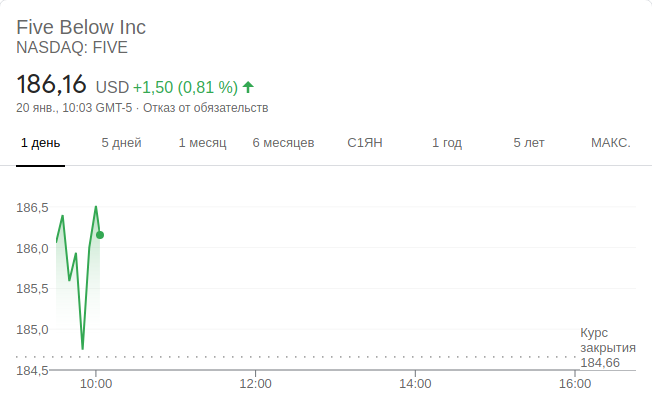 Five Below Inc
NASDAQ: FIVE
186,16 USD +1,50 (0,81 %)
20 янв., 10:03 GMT-5 · Отказ от обязательств
1 день 5 дней 1 месяц 6 месяцев С1ЯН 1 год 5 лет МАКС.
186,5
186,0
185,5
185,0
184,5
Курс
закрытия
184,66
10:00 12:00 14:00 16:00